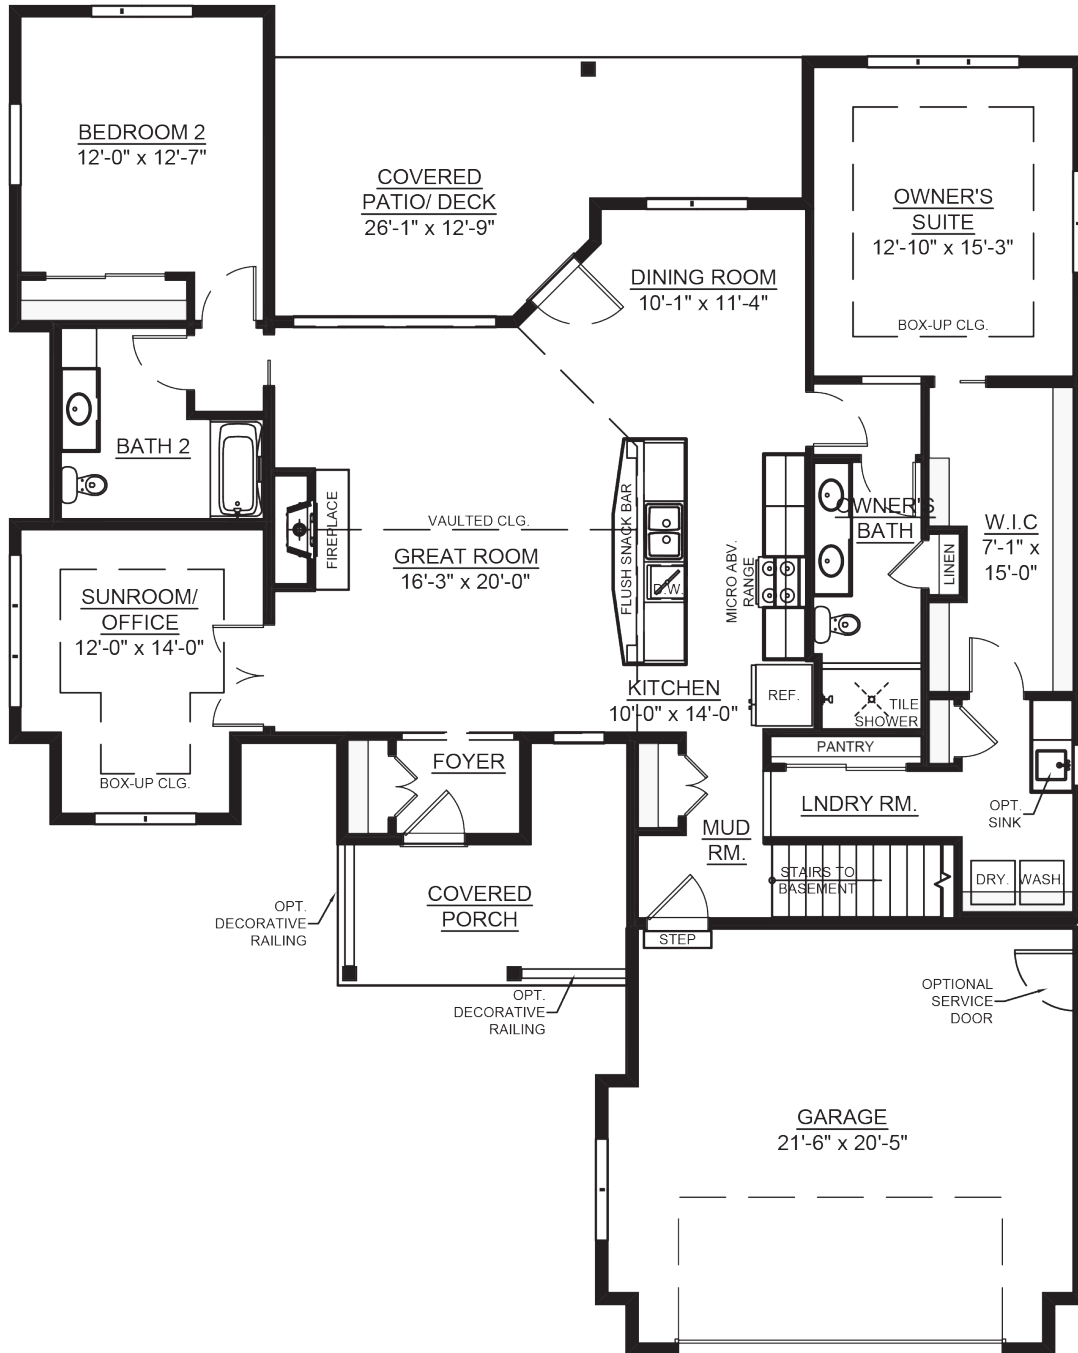 BEDROOM 2
12'-0" x 12'-7"
COVERED
PATIO/ DECK
26'-1" x 12'-9"
OWNER'S
SUITE
12'-10" x 15'-3"
BOX-UP CLG.
DINING ROOM
10'-1" x 11'-4"
BATH 2
FIREPLACE
VAULTED CLG.
GREAT ROOM
16'-3" x 20'-0"
FLUSH SNACK BAR
D.W.
MICRO ABV.
RANGE
OWNER'S
BATH
LINEN
W.I.C
7'-1" x
15'-0"
SUNROOM/
OFFICE
12'-0" x 14'-0"
BOX-UP CLG.
KITCHEN
10'-0" x 14'-0"
REF.
TILE
SHOWER
FOYER
PANTRY
LNDRY RM.
OPT.
SINK
MUD
RM.
STAIRS TO
BASEMENT
DRY.
WASH.
COVERED
PORCH
OPT.
DECORATIVE
RAILING
STEP
OPT.
DECORATIVE
RAILING
OPTIONAL
SERVICE
DOOR
GARAGE
21'-6" x 20'-5"